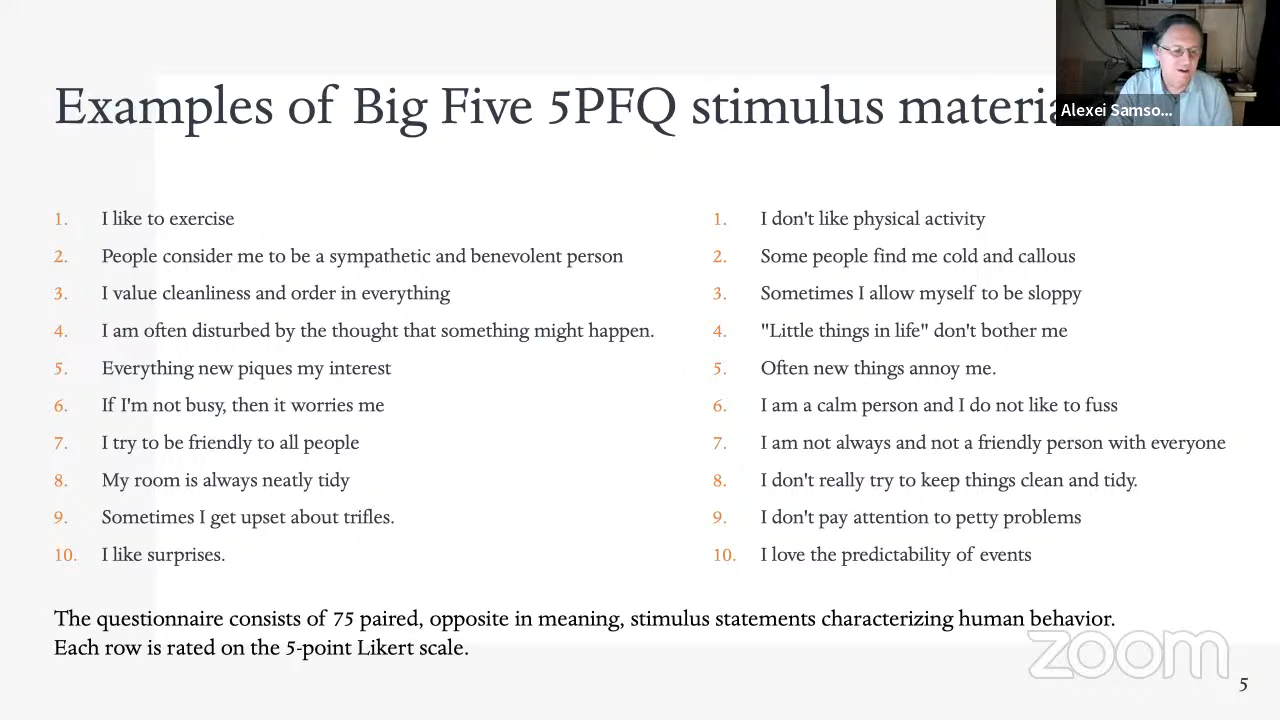 Examples of Big Five 5PFQ stimulus materia
Alexei Samso...
1. I like to exercise
2. People consider me to be a sympathetic and benevolent person
3. I value cleanliness and order in everything
4. I am often disturbed by the thought that something might happen.
5. Everything new piques my interest
6. If I'm not busy, then it worries me
7. I try to be friendly to all people
8. My room is always neatly tidy
9. Sometimes I get upset about trifles.
10. I like surprises.
1. I don't like physical activity
2. Some people find me cold and callous
3. Sometimes I allow myself to be sloppy
4. "Little things in life" don't bother me
5. Often new things annoy me.
6. I am a calm person and I do not like to fuss
7. I am not always and not a friendly person with everyone
8. I don't really try to keep things clean and tidy.
9. I don't pay attention to petty problems
10. I love the predictability of events
The questionnaire consists of 75 paired, opposite in meaning, stimulus statements characterizing human behavior.
Each row is rated on the 5-point Likert scale.
zoom
5